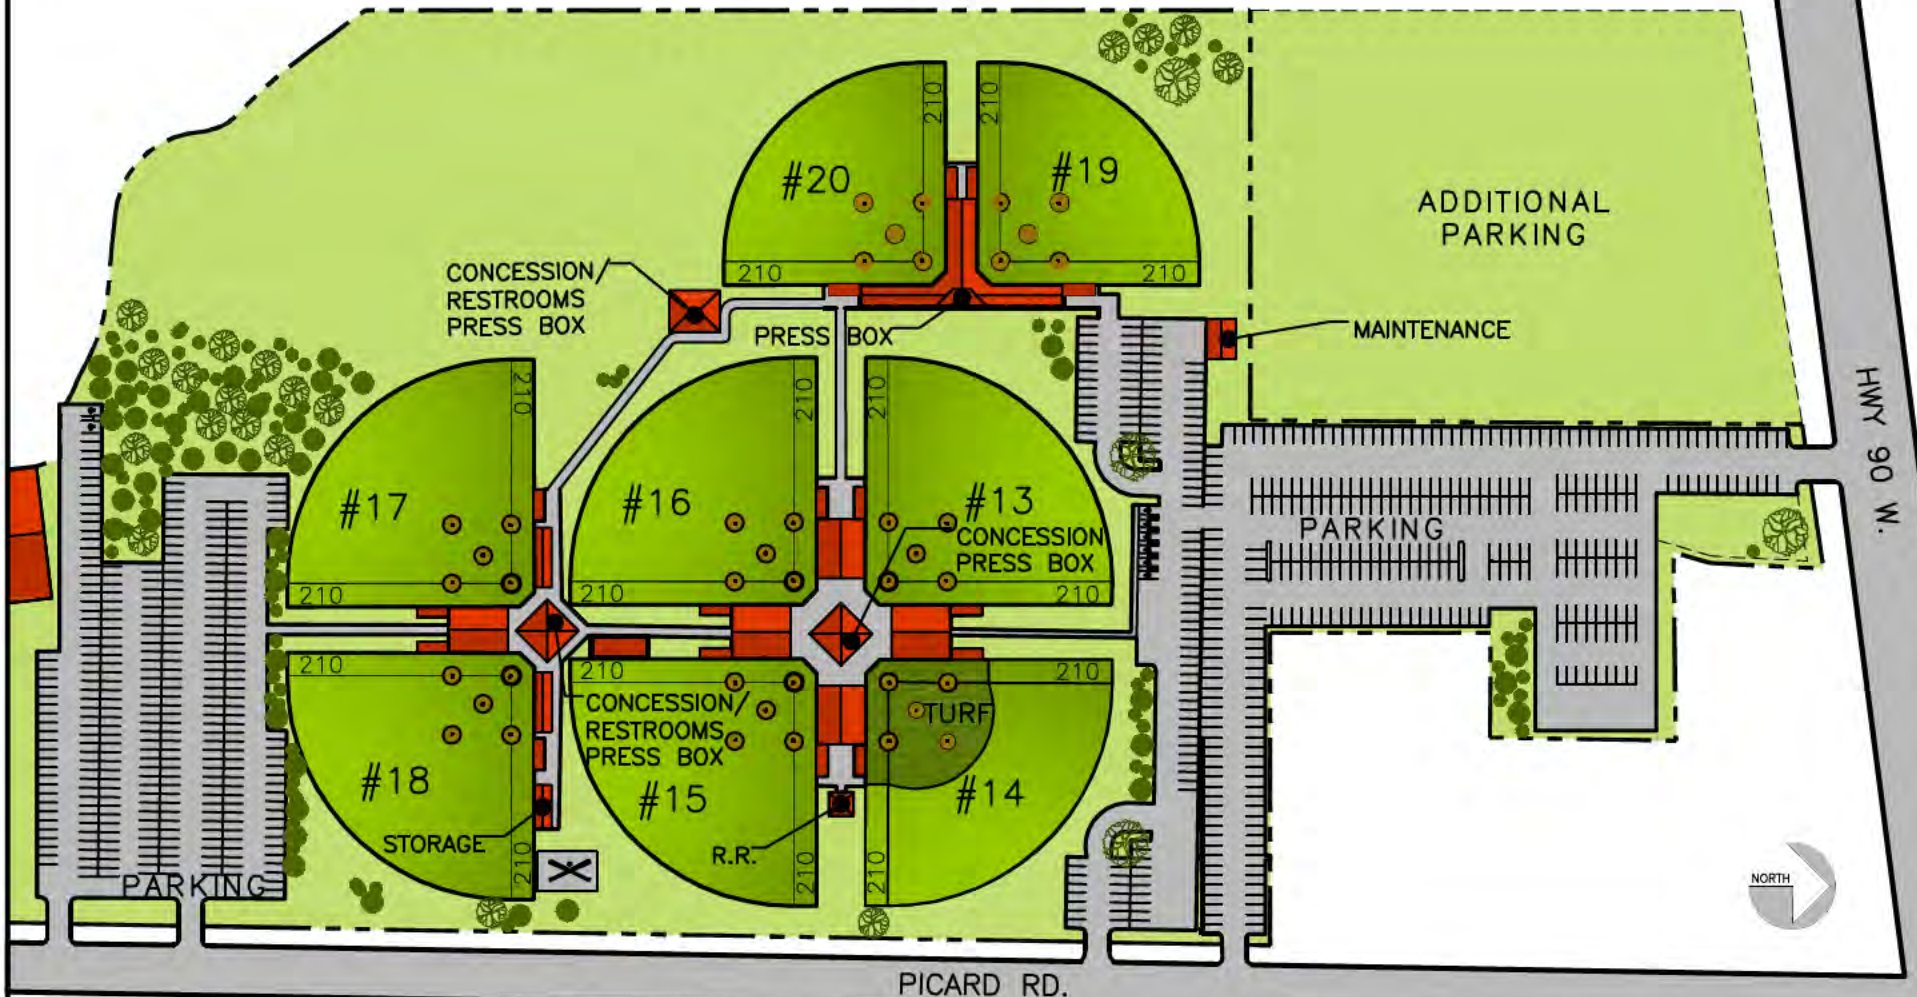 210
210
#20
#19
210
210
ADDITIONAL
PARKING
CONCESSION/
RESTROOMS
PRESS BOX
PRESS BOX
MAINTENANCE
HWY 90 W.
210
210
210
#17
#16
#13
CONCESSION
PRESS BOX
PARKING
210
210
210
210
210
210
CONCESSION/
RESTROOMS
PRESS BOX
TURF
#18
#15
#14
STORAGE
R.R.
210
210
210
PARKING
NORTH
PICARD RD.